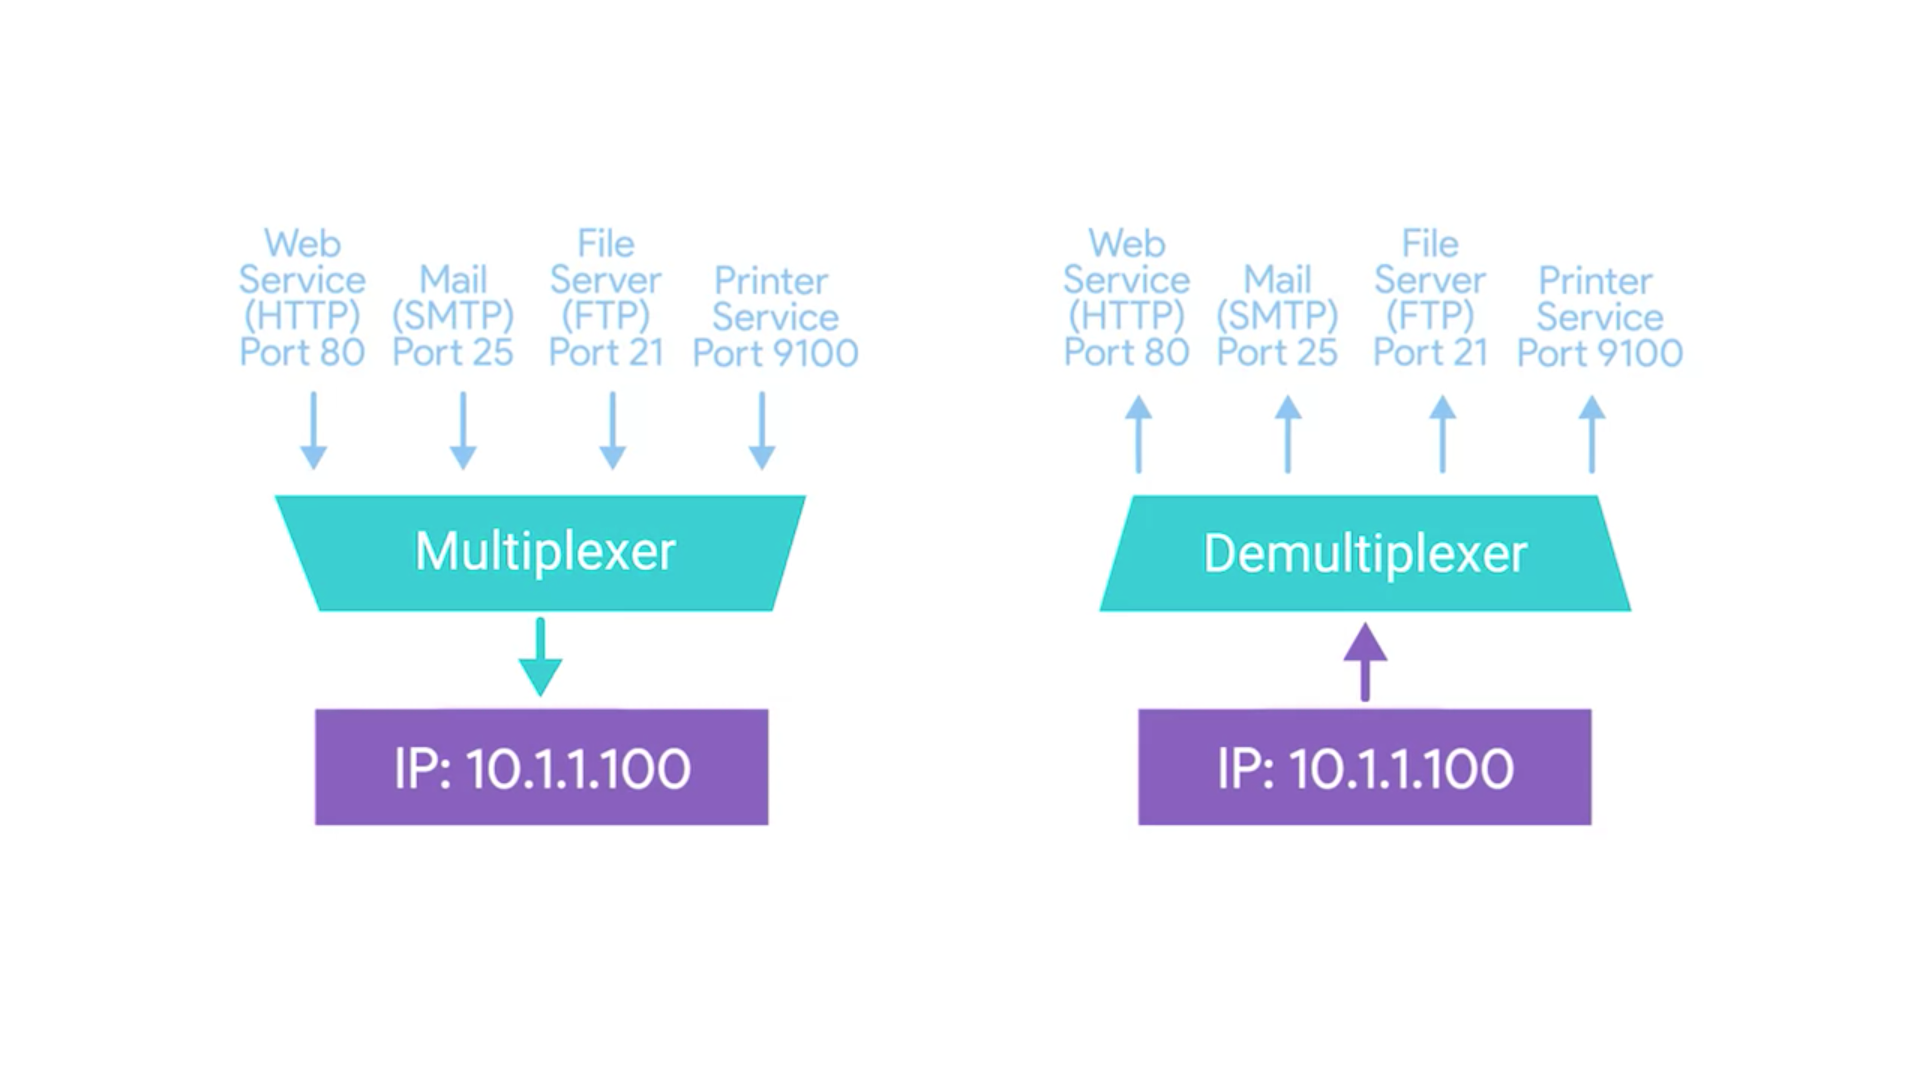 Web
Service
(HTTP)
Port 80
Mail
(SMTP)
Port 25
File
Server
(FTP)
Port 21
Printer
Service
Port 9100
Multiplexer
IP: 10.1.1.100
Web
Service
(HTTP)
Port 80
Mail
(SMTP)
Port 25
File
Server
(FTP)
Port 21
Printer
Service
Port 9100
Demultiplexer
IP: 10.1.1.100